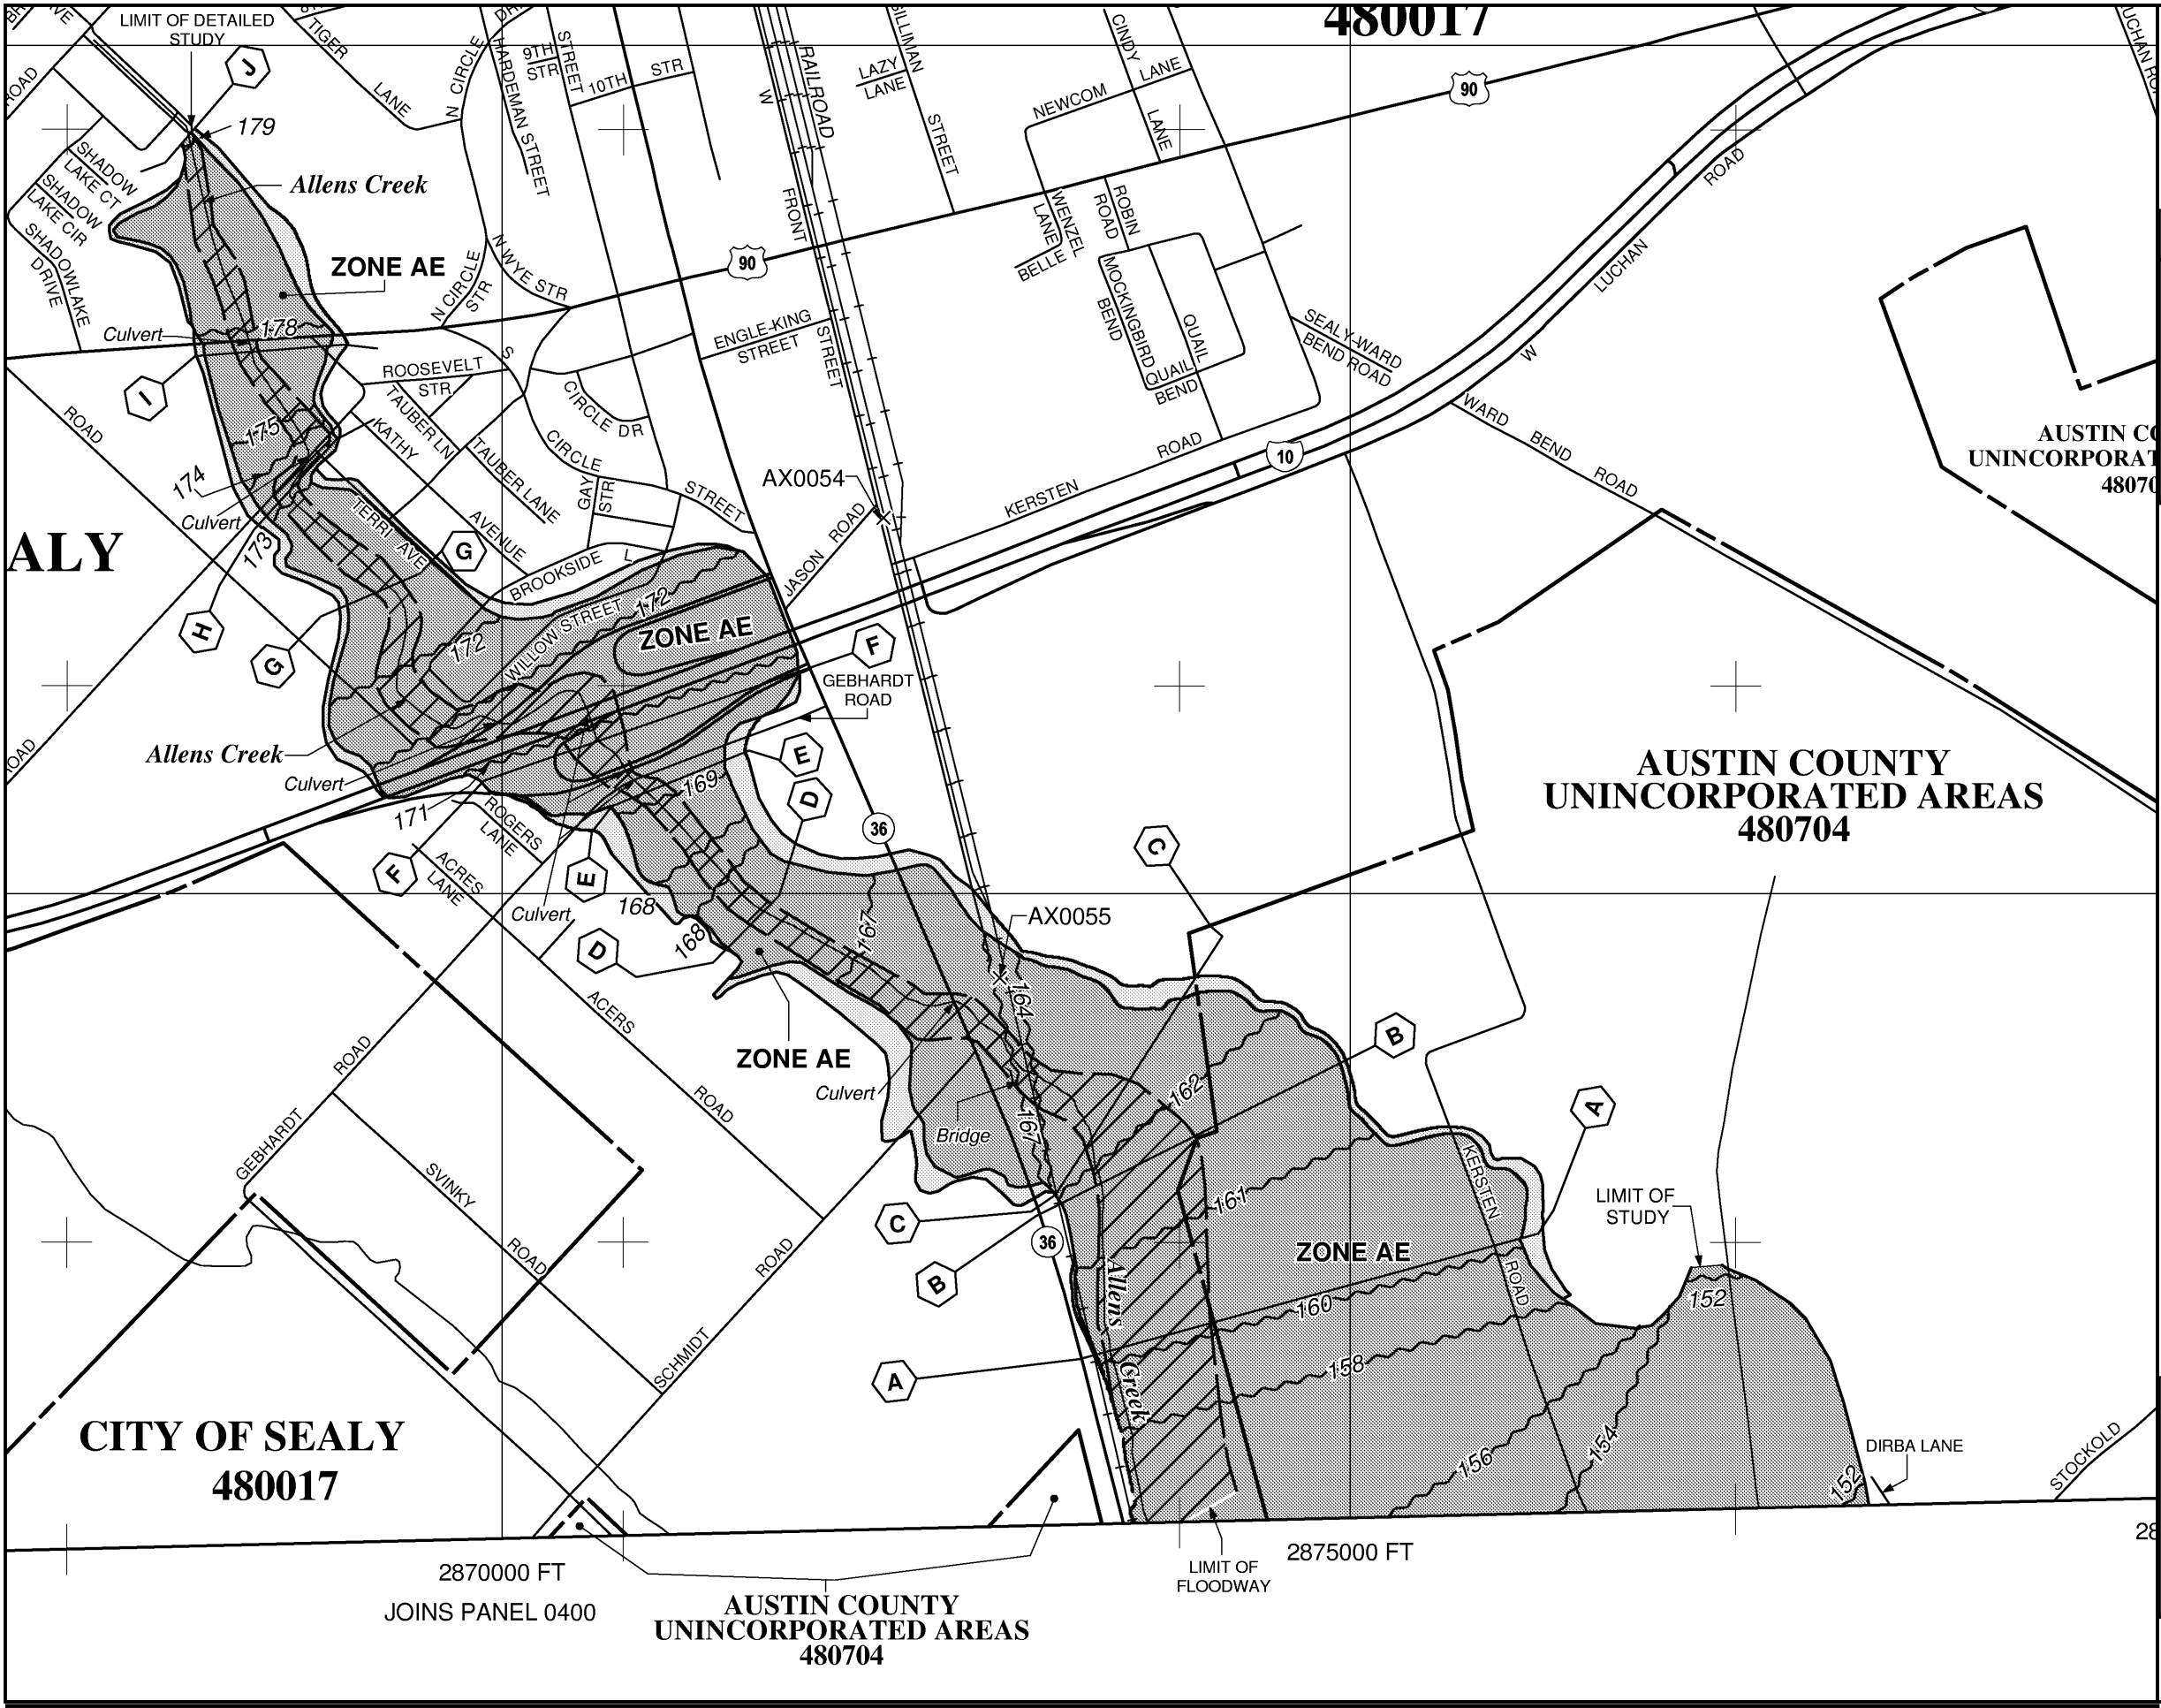 480017
LIMIT OF DETAILED
STUDY
J
ROAD
TIGER
LANE
N CIRCLE
DR
HARDEMAN STREET
9TH
STR
STREET
10TH
STR
W
RAILROAD
LAZY
LANE
STREET
CINDY
LANE
NEWCOM
LANE
90
LUCHAN
ROAD
179
SHADOW
LAKE CT
SHADOW
LAKE CIR
SHADOWLAKE
DRIVE
Allens Creek
ZONE AE
N CIRCLE
STR
N WYE STR
90
FRONT
STREET
WENZEL
LANE
BELLE
ROBIN
ROAD
MOCKINGBIRD
BEND
QUAIL
QUAIL
BEND
SEALY-WARD
BEND ROAD
W
Culvert
178
I
ENGLE-KING
STREET
ROOSEVELT
STR
S
CIRCLE
CIRCLE DR
TAUBER LN
KATHY
AVENUE
TAUBER LANE
GAY
STR
STREET
ROAD
175
174
Culvert
173
TERRI AVE
G
BROOKSIDE L
AX0054
JASON ROAD
KERSTEN
ROAD
10
WARD
BEND
ROAD
AUSTIN CO
UNINCORPORAT
48070
ALY
H
G
172
WILLOW STREET
172
ZONE AE
F
GEBHARDT
ROAD
ROAD
Allens Creek
Culvert
171
E
D
169
36
ROGERS
LANE
F
ACRES
LANE
E
Culvert
168
168
D
167
C
AX0055
164
AUSTIN COUNTY
UNINCORPORATED AREAS
480704
ACERS
ROAD
ZONE AE
Culvert
Bridge
167
162
B
A
GEBHARDT
ROAD
SVINKY
ROAD
SCHMIDT
ROAD
C
B
36
161
KERSTEN
ROAD
LIMIT OF
STUDY
ZONE AE
Allens
Creek
160
158
152
A
156
154
152
DIRBA LANE
STOCKOLD
CITY OF SEALY
480017
2870000 FT
JOINS PANEL 0400
AUSTIN COUNTY
UNINCORPORATED AREAS
480704
LIMIT OF
FLOODWAY
2875000 FT
28